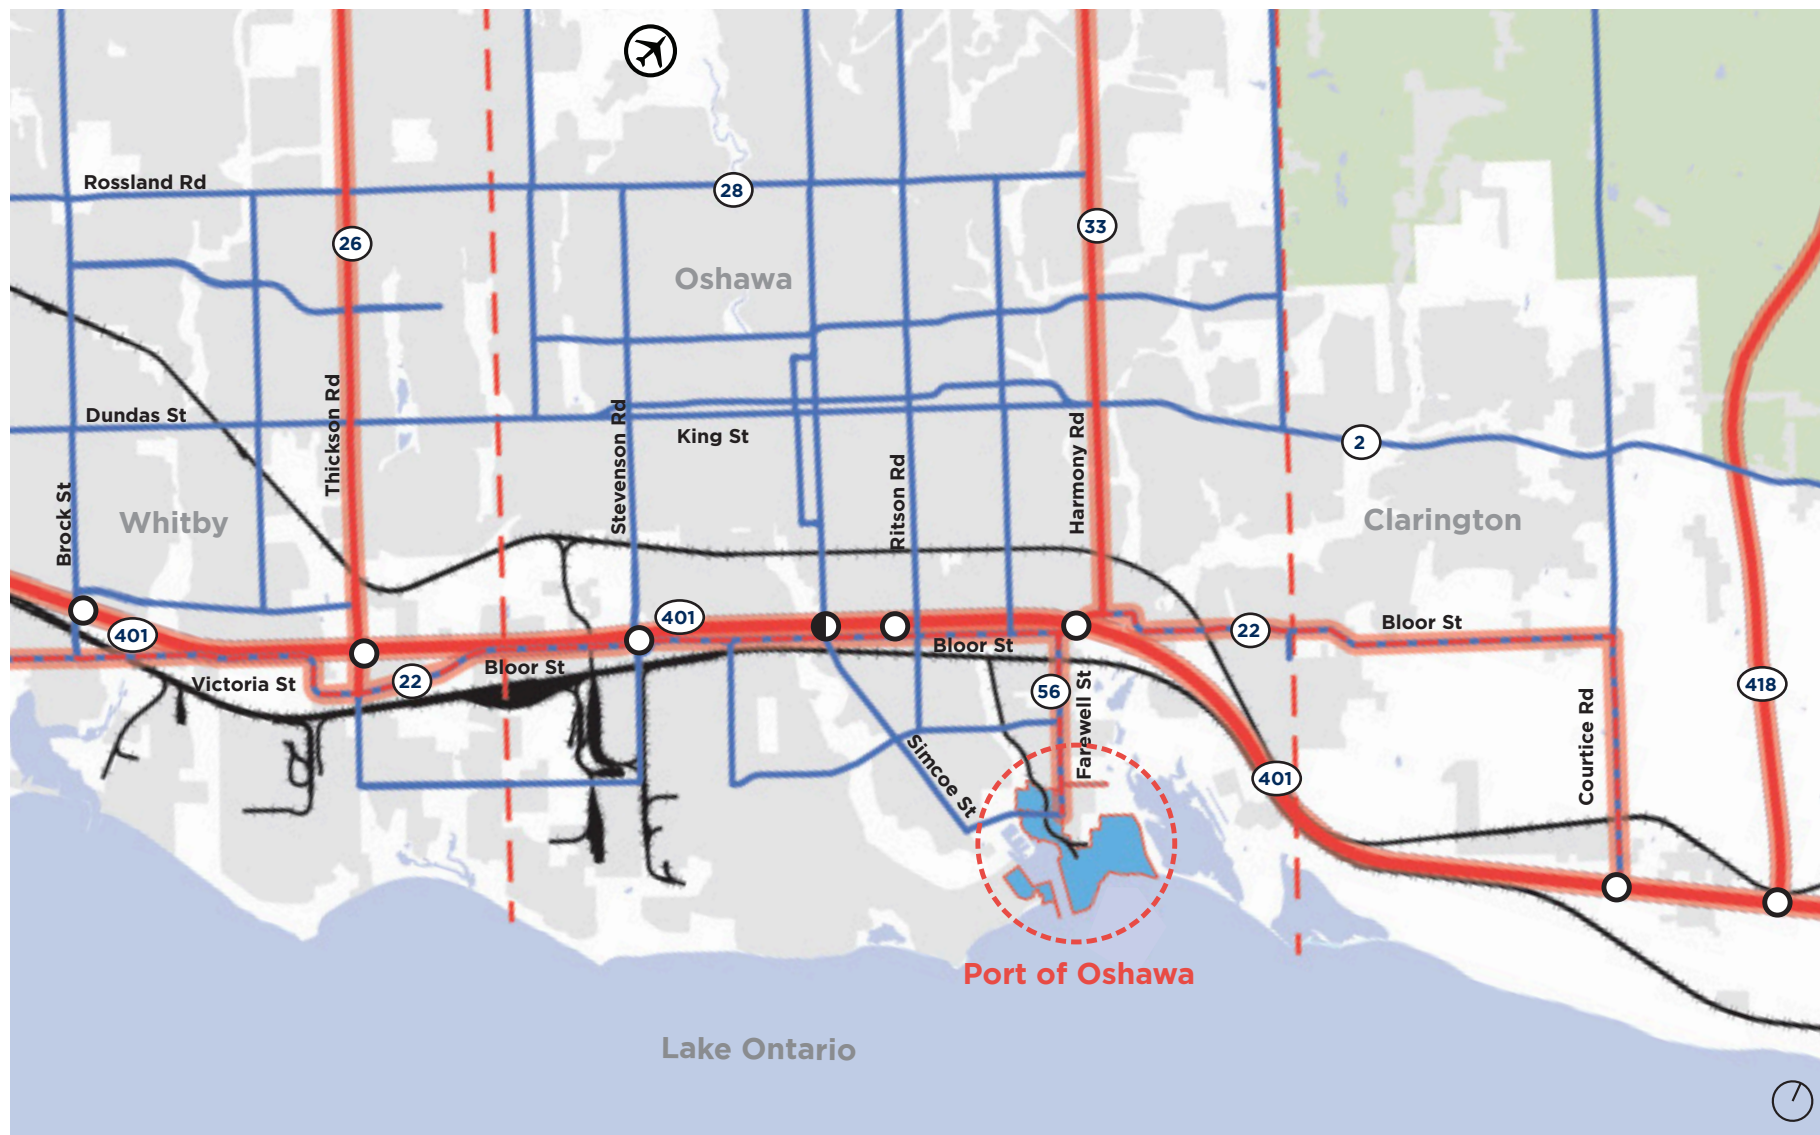 Rossland Rd
28
33
26
Oshawa
Thickson Rd
Dundas St
Stevenson Rd
King St
Harmony Rd
2
Brock St
Whitby
Ritson Rd
Clarington
401
401
22
Bloor St
Bloor St
Bloor St
Victoria St
22
56
Farewell St
418
Courtice Rd
Simcoe St
401
Port of Oshawa
Lake Ontario